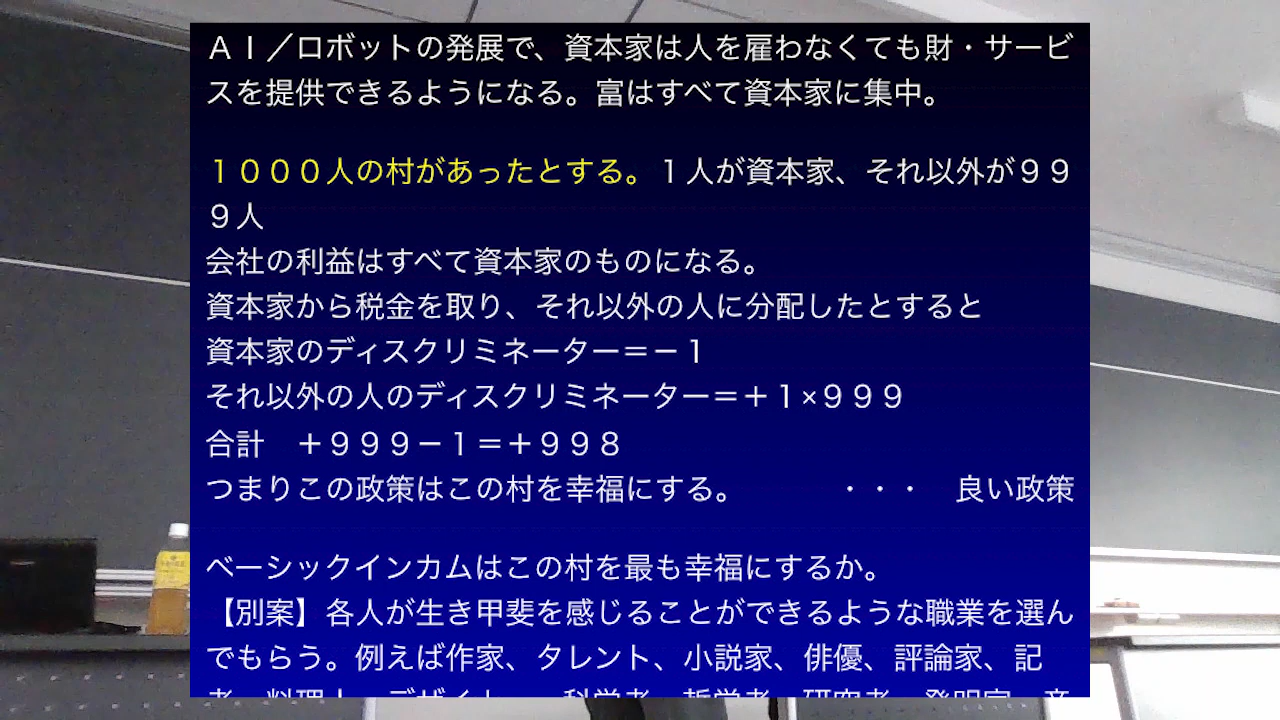 ＡＩ／ロボットの発展で、資本家は人を雇わなくても財・サービ
スを提供できるようになる。富はすべて資本家に集中。
１０００人の村があったとする。１人が資本家、それ以外が９９
９人
会社の利益はすべて資本家のものになる。
資本家から税金を取り、それ以外の人に分配したとすると
資本家のディスクリミネーター＝－１
それ以外の人のディスクリミネーター＝＋１×９９９
合計　＋９９９－１＝＋９９８
つまりこの政策はこの村を幸福にする。　　　・・・　良い政策
ベーシックインカムはこの村を最も幸福にするか。
【別案】各人が生き甲斐を感じることができるような職業を選ん
でもらう。例えば作家、タレント、小説家、俳優、評論家、記